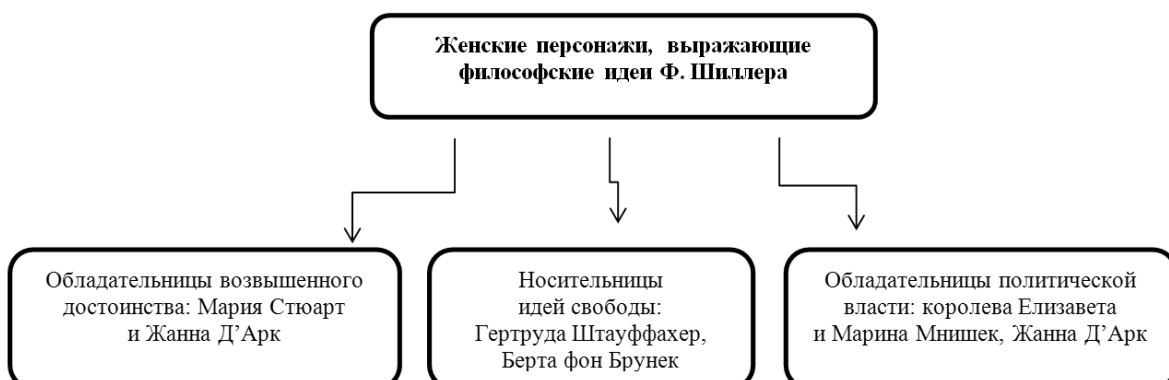 Женские персонажи, выражающие
философские идеи Ф. Шиллера
Обладательницы возвышенного
достоинства: Мария Стюарт
и Жанна Д’Арк
Носительницы
идей свободы:
Гертруда Штауффахер,
Берта фон Брунек
Обладательницы политической
власти: королева Елизавета
и Марина Мнишек, Жанна Д’Арк